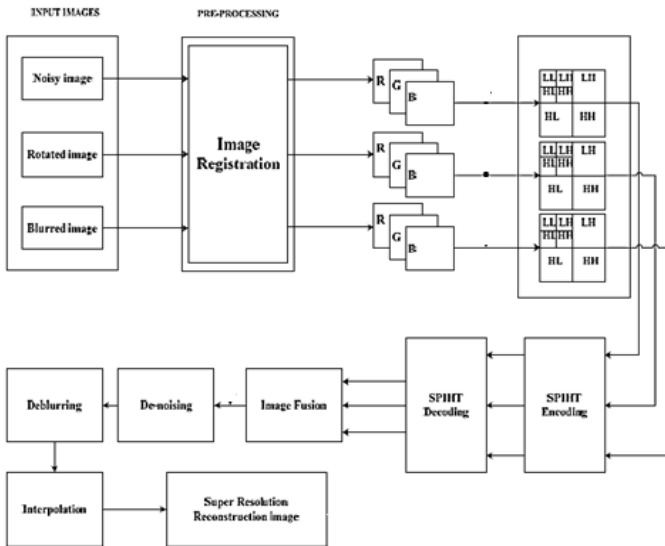 INPUT IMAGES
PRE-PROCESSING
Noisy image
Rotated image
Blurred image
Image
Registration
R
G
B
R
G
B
R
G
B
LL LH LH
HL HH
HL HH
LL LH LH
HL HH
HL HH
LL LH LH
HL HH
HL HH
Deblurring
De-noising
Image Fusion
SPIHT
Decoding
SPIHT
Encoding
Interpolation
Super Resolution
Reconstruction image